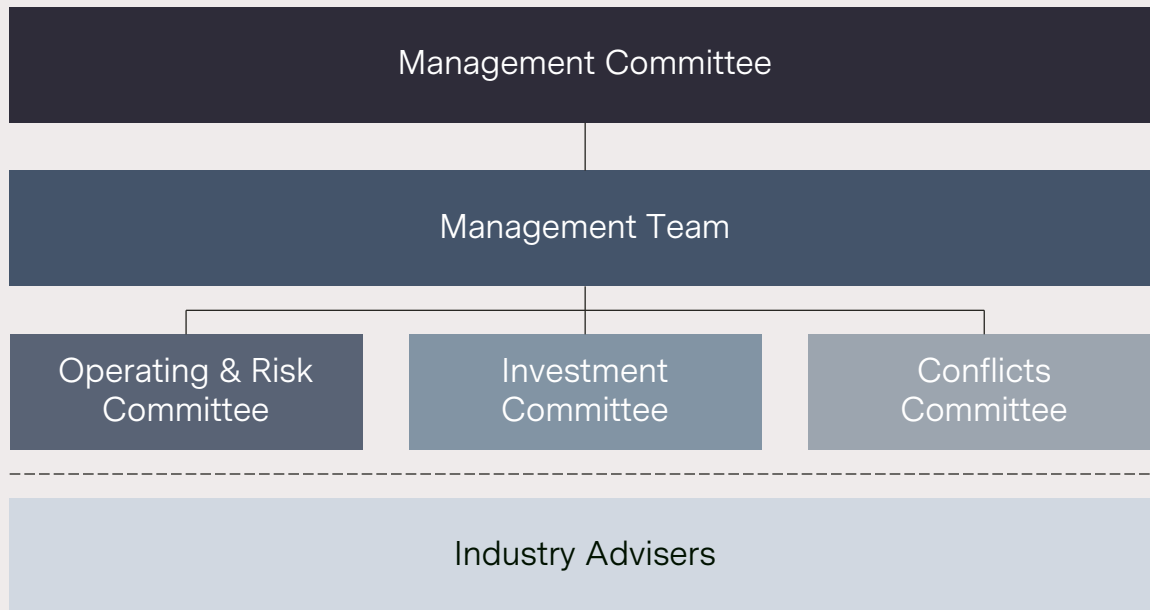 Management Committee
Management Team
Operating & Risk
Committee
Investment
Committee
Conflicts
Committee
Industry Advisers